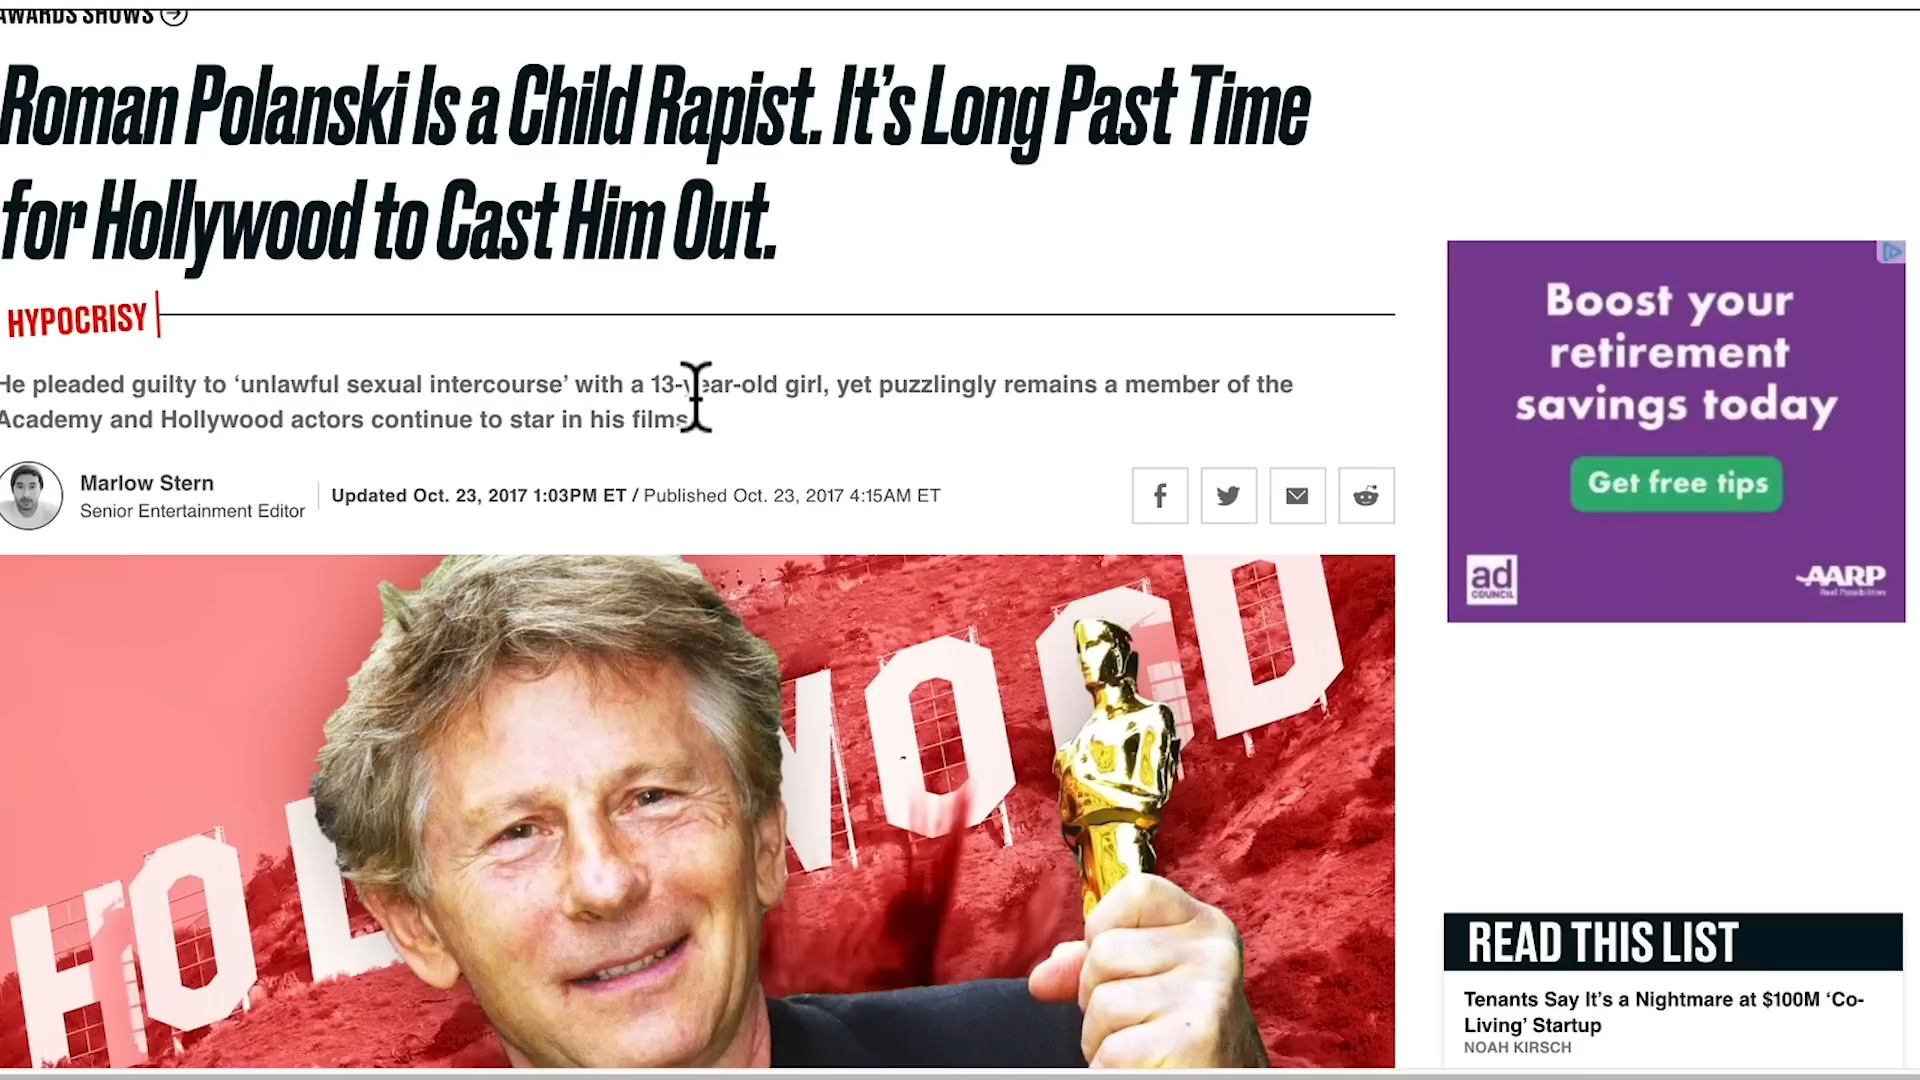 AWARDS SHOWS
Roman Polanski Is a Child Rapist. It's Long Past Time
for Hollywood to Cast Him Out.
HYPOCRISY
He pleaded guilty to ‘unlawful sexual intercourse’ with a 13-year-old girl, yet puzzlingly remains a member of the
Academy and Hollywood actors continue to star in his films
Marlow Stern
Senior Entertainment Editor
Updated Oct. 23, 2017 1:03PM ET / Published Oct. 23, 2017 4:15AM ET
f
HOL WOOD
Boost your
retirement
savings today
Get free tips
ad
COUNCIL
AARP
Real Possibilities
READ THIS LIST
Tenants Say It’s a Nightmare at $100M ‘Co-
Living’ Startup
NOAH KIRSCH